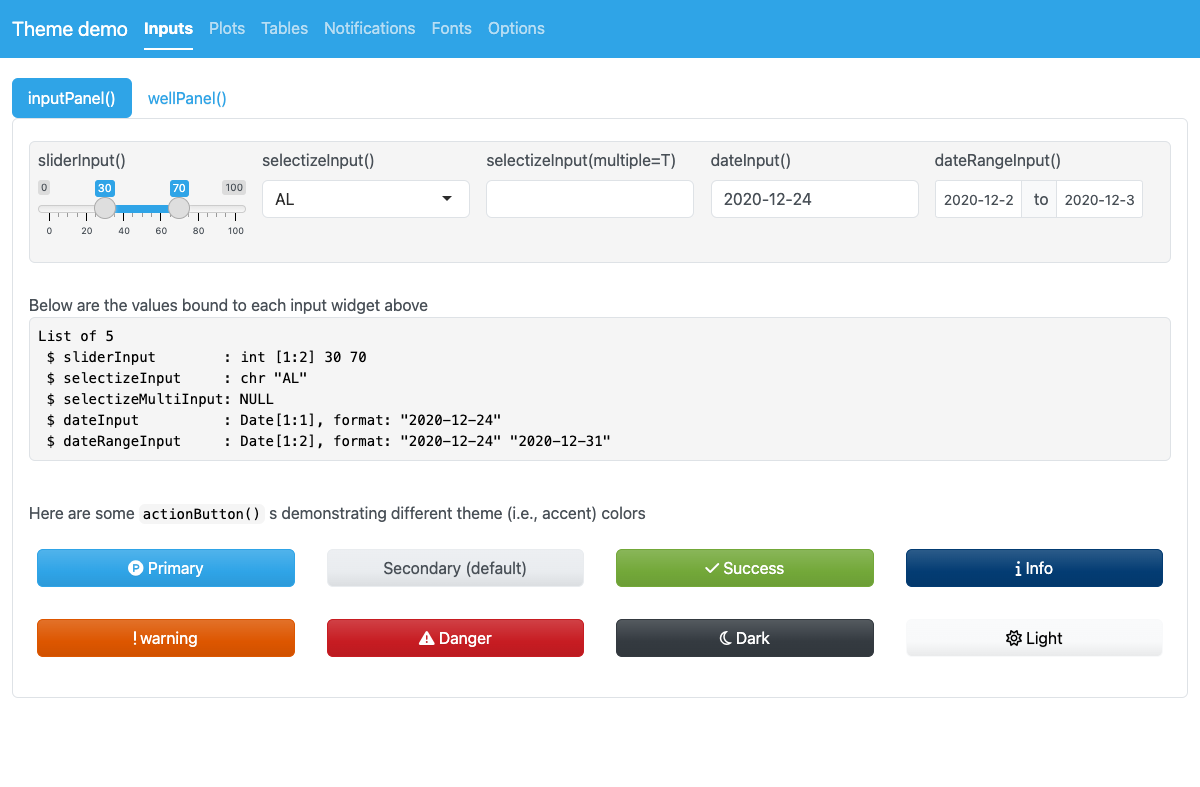 Theme demo Inputs Plots Tables Notifications Fonts Options
inputPanel() wellPanel()
sliderInput() selectizeInput() selectizeInput(multiple=T) dateInput() dateRangeInput()
0 30 70 100
AL 2020-12-24 2020-12-2 to 2020-12-3
0 20 40 60 80 100
Below are the values bound to each input widget above
List of 5
$ sliderInput : int [1:2] 30 70
$ selectizeInput : chr "AL"
$ selectizeMultiInput: NULL
$ dateInput : Date[1:1], format: "2020-12-24"
$ dateRangeInput : Date[1:2], format: "2020-12-24" "2020-12-31"
Here are some actionButton() s demonstrating different theme (i.e., accent) colors
Primary Secondary (default) Success Info
warning Danger Dark Light